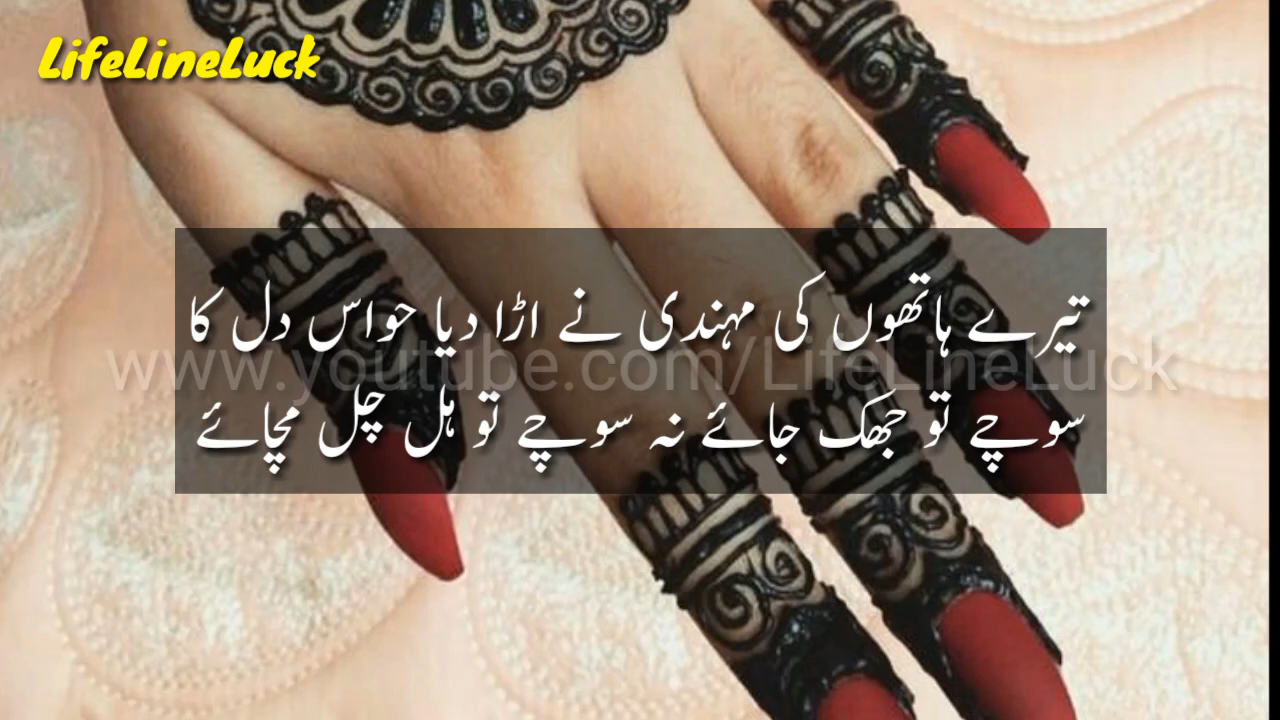 LifeLineLuck
تیرے ہاتھوں کی مہندی نے اڑا دیا حواس دل کا
www.youtube.com/LifeLineLuck
سوچے تو جھک جائے نہ سوچے تو ہل چل مچائے